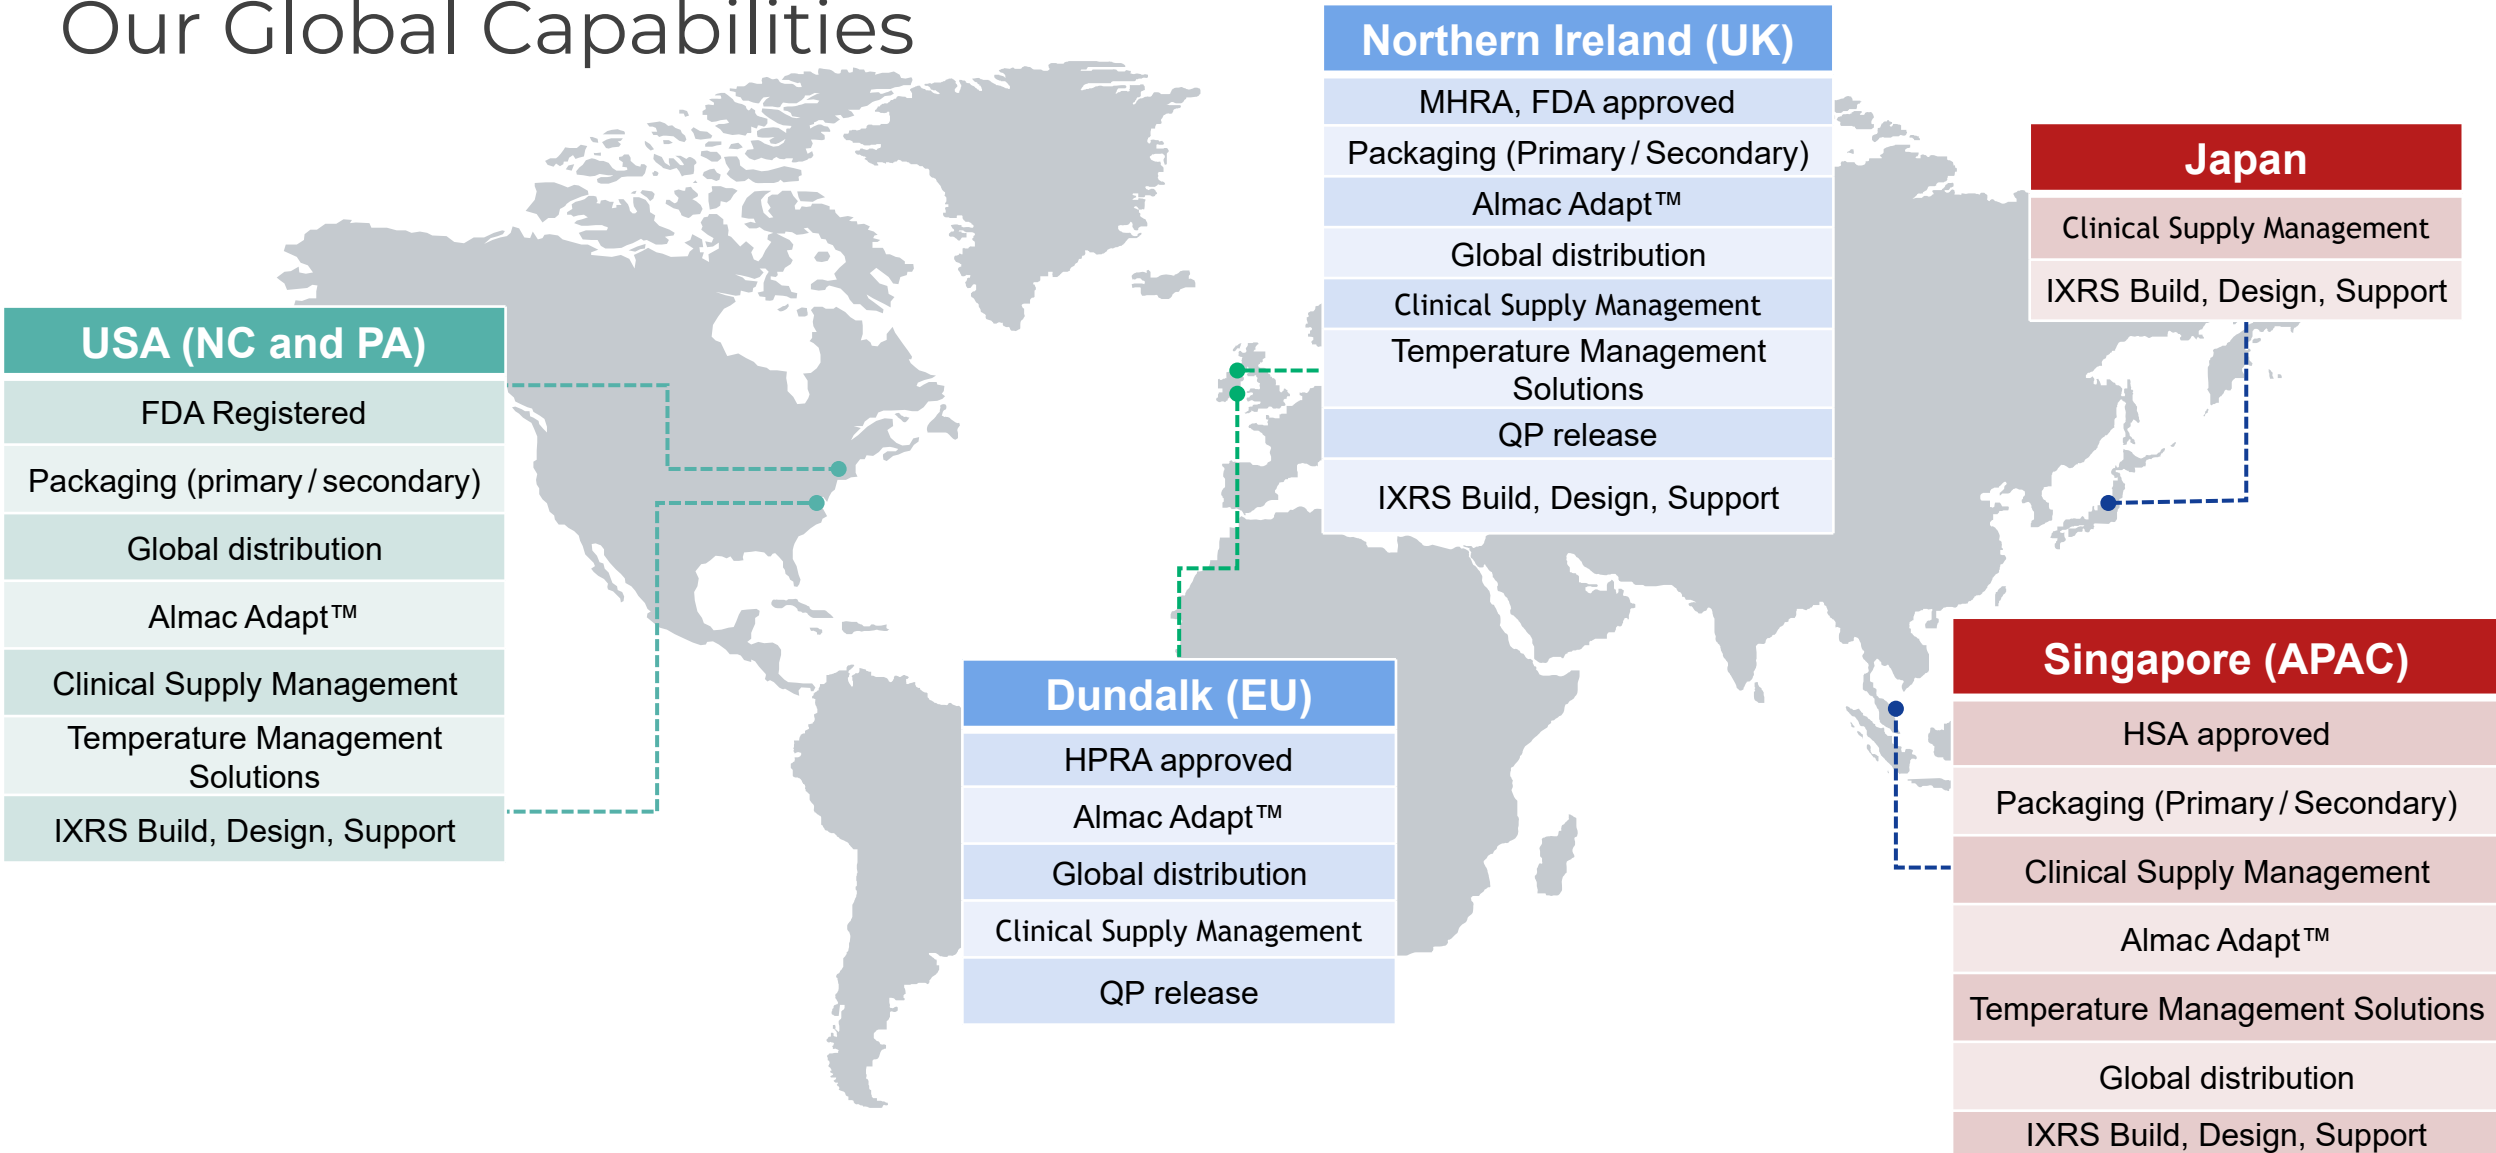 Our Global Capabilities
Northern Ireland (UK)
MHRA, FDA approved
Packaging (Primary / Secondary)
Almac Adapt™
Global distribution
Clinical Supply Management
Temperature Management
Solutions
QP release
IXRS Build, Design, Support
Japan
Clinical Supply Management
IXRS Build, Design, Support
USA (NC and PA)
FDA Registered
Packaging (primary / secondary)
Global distribution
Almac Adapt™
Clinical Supply Management
Temperature Management
Solutions
IXRS Build, Design, Support
Dundalk (EU)
HPRA approved
Almac Adapt™
Global distribution
Clinical Supply Management
QP release
Singapore (APAC)
HSA approved
Packaging (Primary / Secondary)
Clinical Supply Management
Almac Adapt™
Temperature Management Solutions
Global distribution
IXRS Build, Design, Support